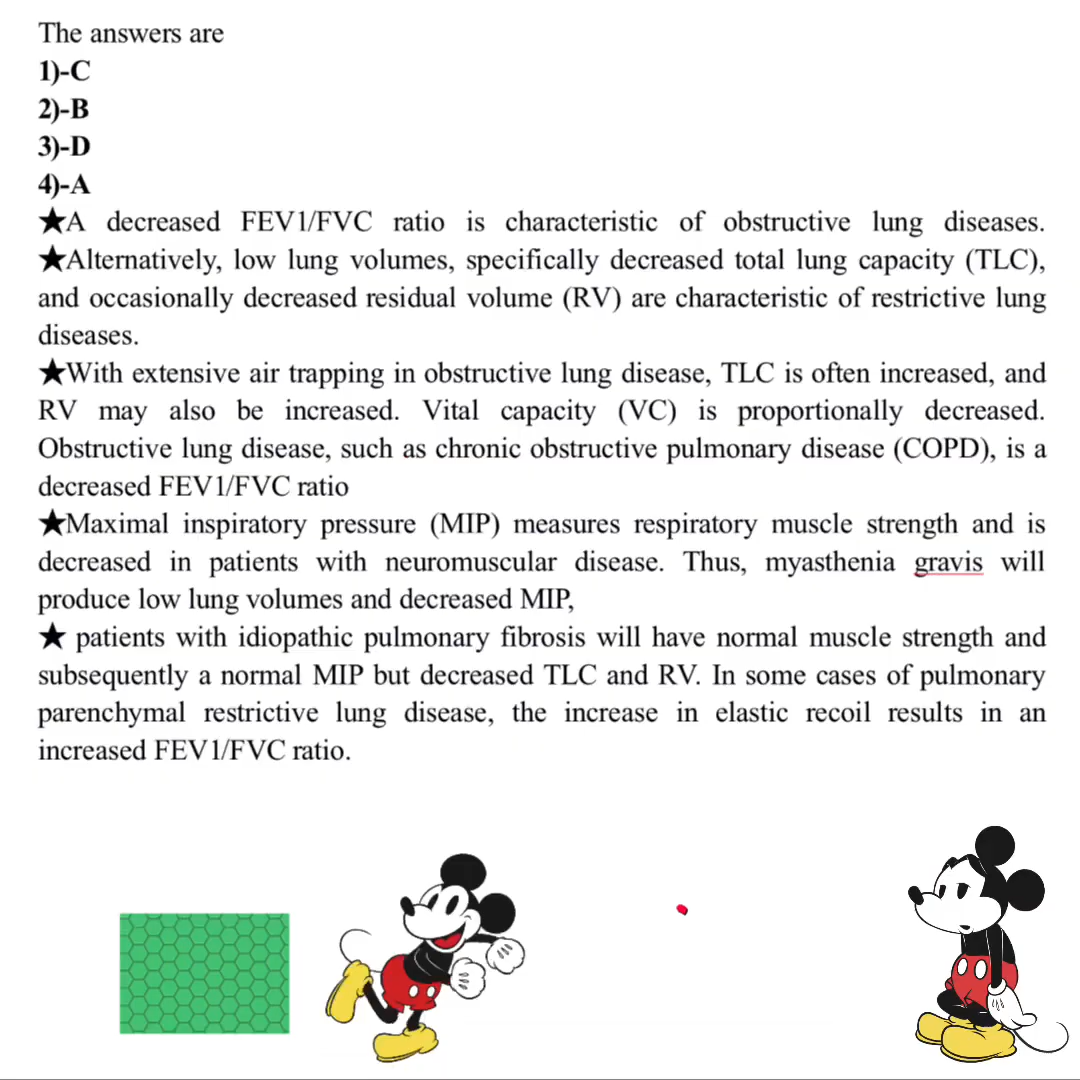 The answers are
1)-C
2)-B
3)-D
4)-A
★A decreased FEV1/FVC ratio is characteristic of obstructive lung diseases.
★Alternatively, low lung volumes, specifically decreased total lung capacity (TLC),
and occasionally decreased residual volume (RV) are characteristic of restrictive lung
diseases.
★With extensive air trapping in obstructive lung disease, TLC is often increased, and
RV may also be increased. Vital capacity (VC) is proportionally decreased.
Obstructive lung disease, such as chronic obstructive pulmonary disease (COPD), is a
decreased FEV1/FVC ratio
★Maximal inspiratory pressure (MIP) measures respiratory muscle strength and is
decreased in patients with neuromuscular disease. Thus, myasthenia gravis will
produce low lung volumes and decreased MIP,
★ patients with idiopathic pulmonary fibrosis will have normal muscle strength and
subsequently a normal MIP but decreased TLC and RV. In some cases of pulmonary
parenchymal restrictive lung disease, the increase in elastic recoil results in an
increased FEV1/FVC ratio.